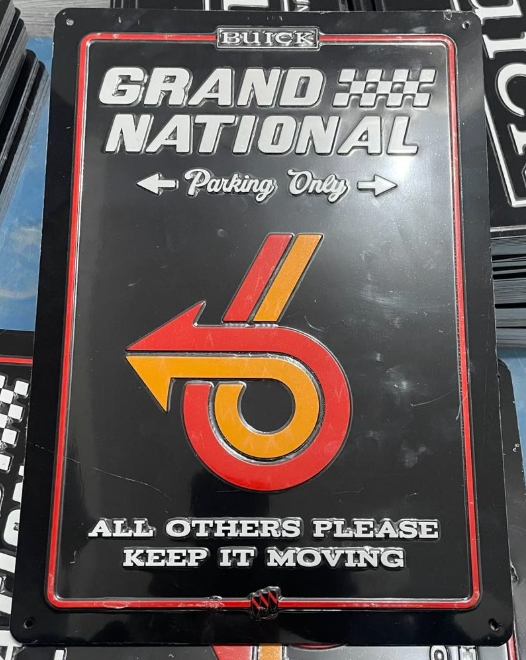 BUICK
GRAND
NATIONAL
Parking Only
ALL OTHERS PLEASE
KEEP IT MOVING